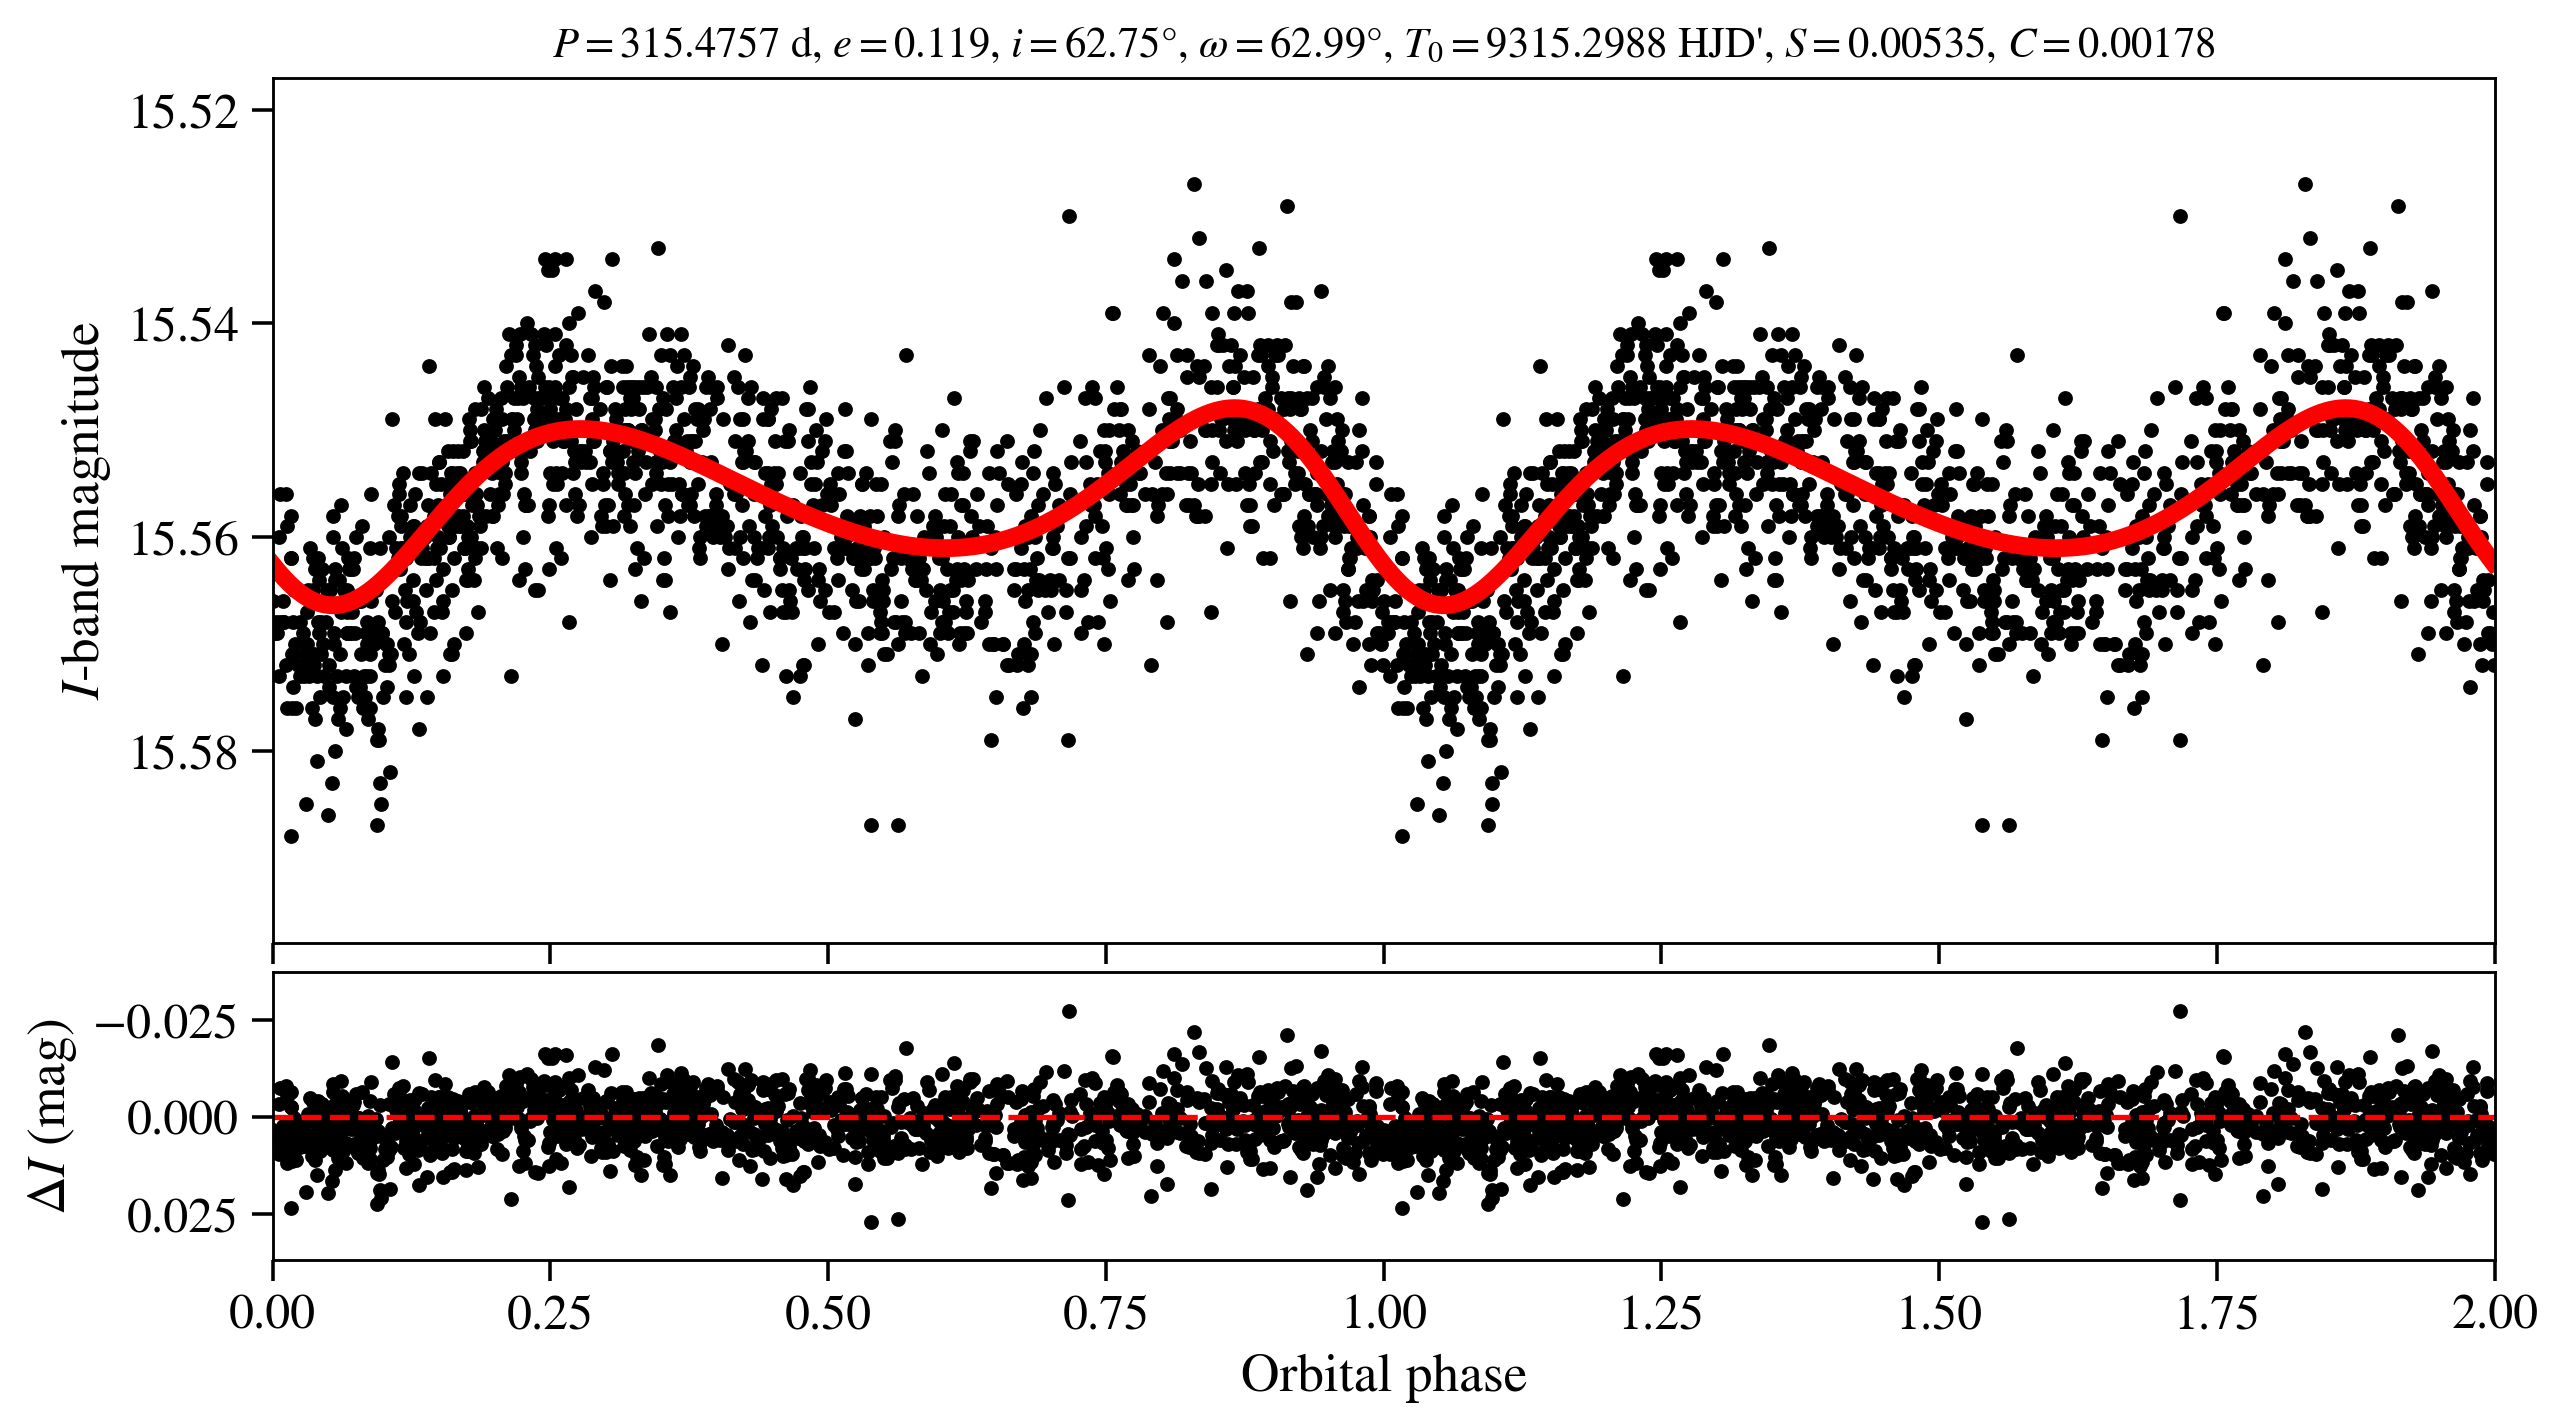 P = 315.4757 d, e = 0.119, i = 62.75°, ω = 62.99°, T₀ = 9315.2988 HJD', S = 0.00535, C = 0.00178
15.52
15.54
15.56
15.58
I-band magnitude
−0.025
0.000
0.025
ΔI (mag)
0.00 0.25 0.50 0.75 1.00 1.25 1.50 1.75 2.00
Orbital phase